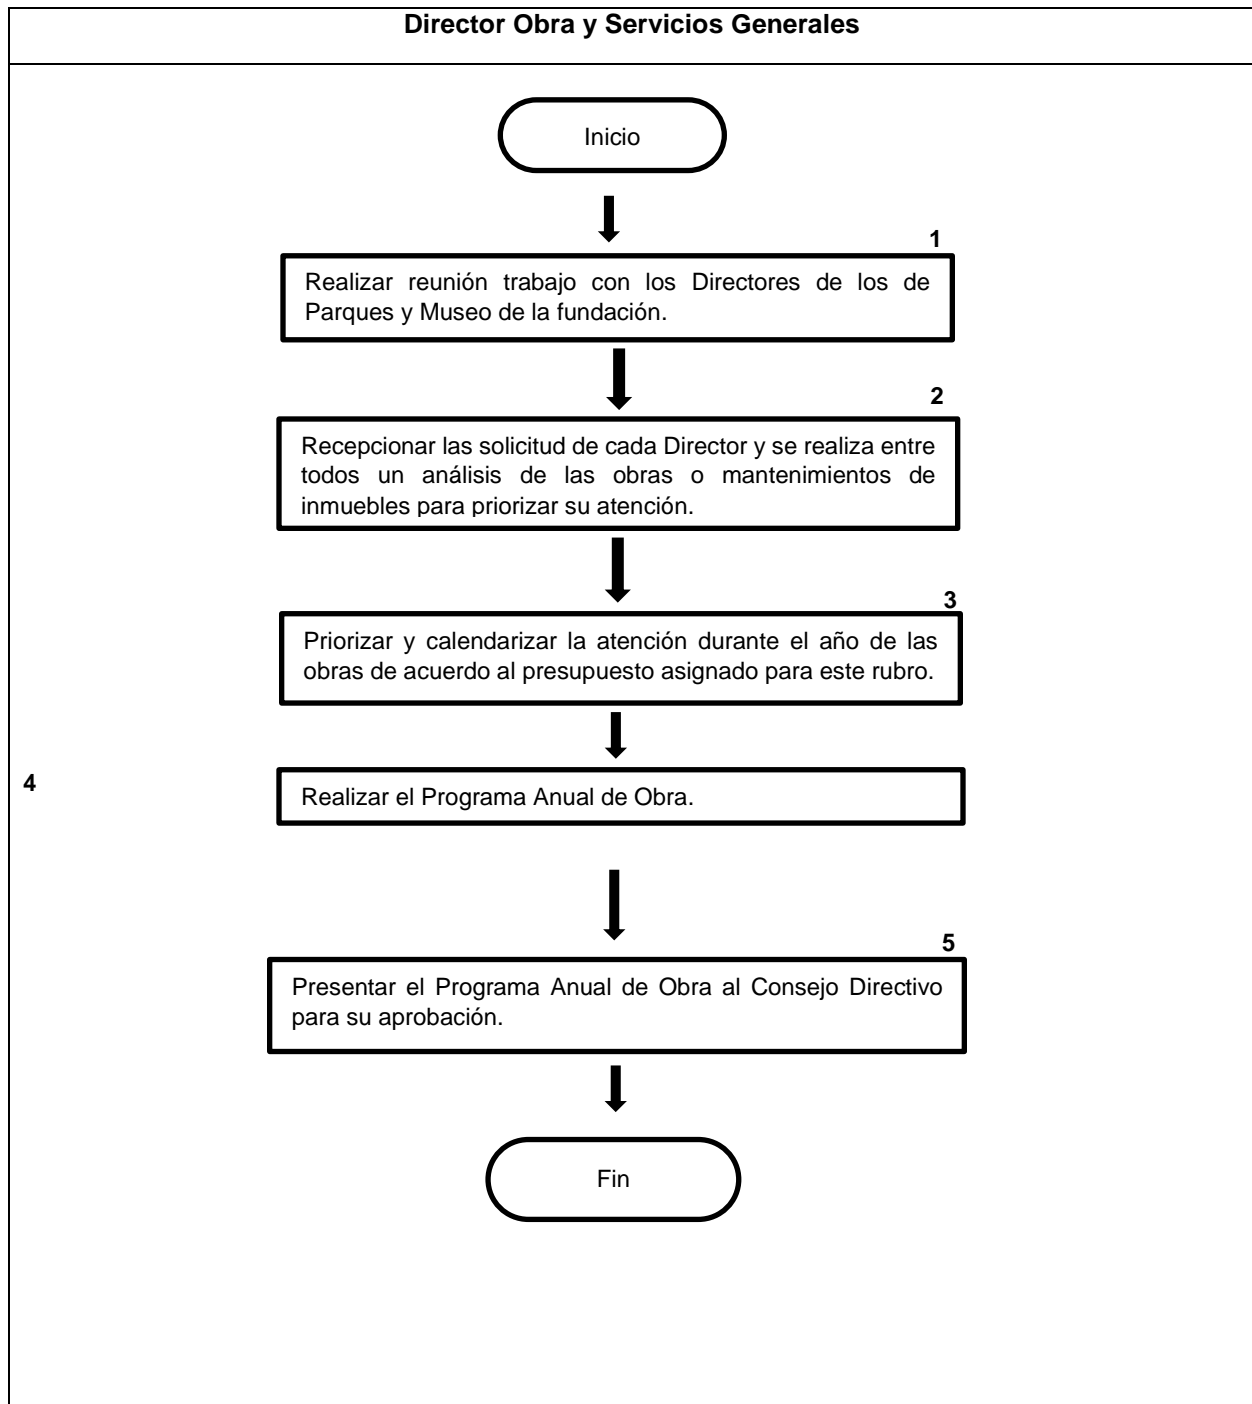 Director Obra y Servicios Generales
Inicio
1
Realizar reunión trabajo con los Directores de los de
Parques y Museo de la fundación.
2
Recepcionar las solicitud de cada Director y se realiza entre
todos un análisis de las obras o mantenimientos de
inmuebles para priorizar su atención.
3
Priorizar y calendarizar la atención durante el año de las
obras de acuerdo al presupuesto asignado para este rubro.
4
Realizar el Programa Anual de Obra.
5
Presentar el Programa Anual de Obra al Consejo Directivo
para su aprobación.
Fin